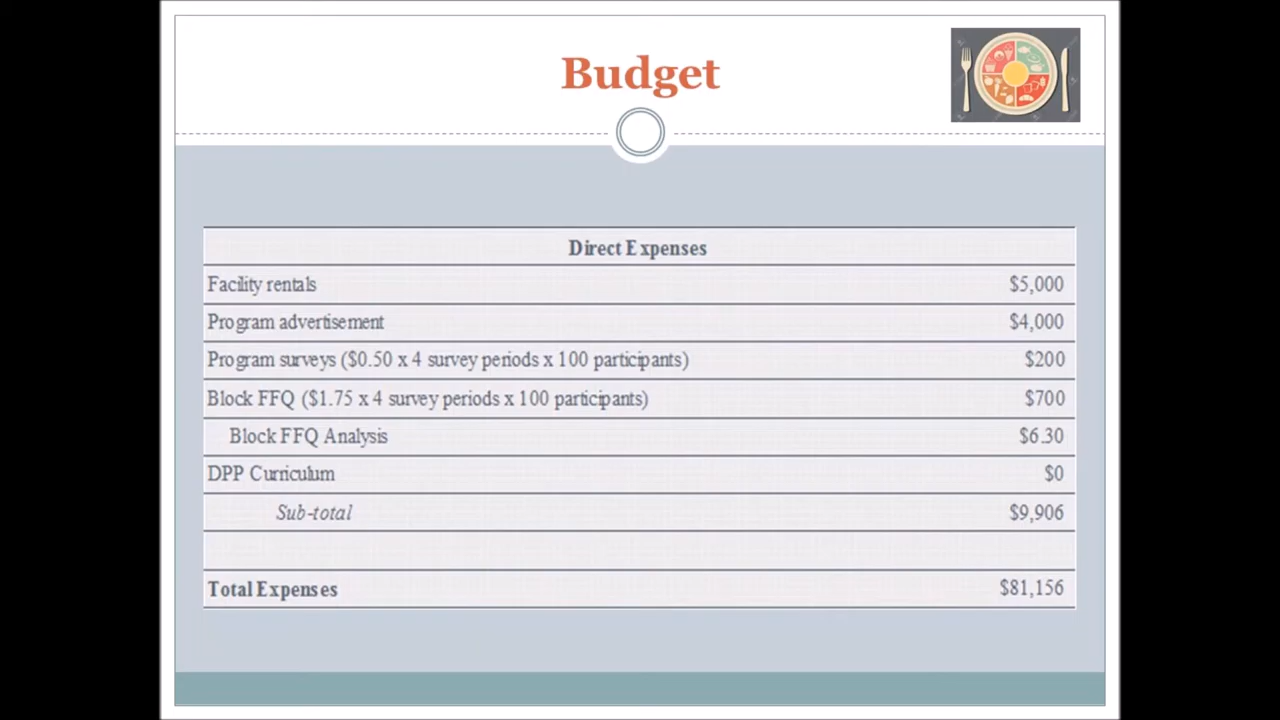 Budget
Direct Expenses
Facility rentals $5,000
Program advertisement $4,000
Program surveys ($0.50 x 4 survey periods x 100 participants) $200
Block FFQ ($1.75 x 4 survey periods x 100 participants) $700
Block FFQ Analysis $6.30
DPP Curriculum $0
Sub-total $9,906
Total Expenses $81,156